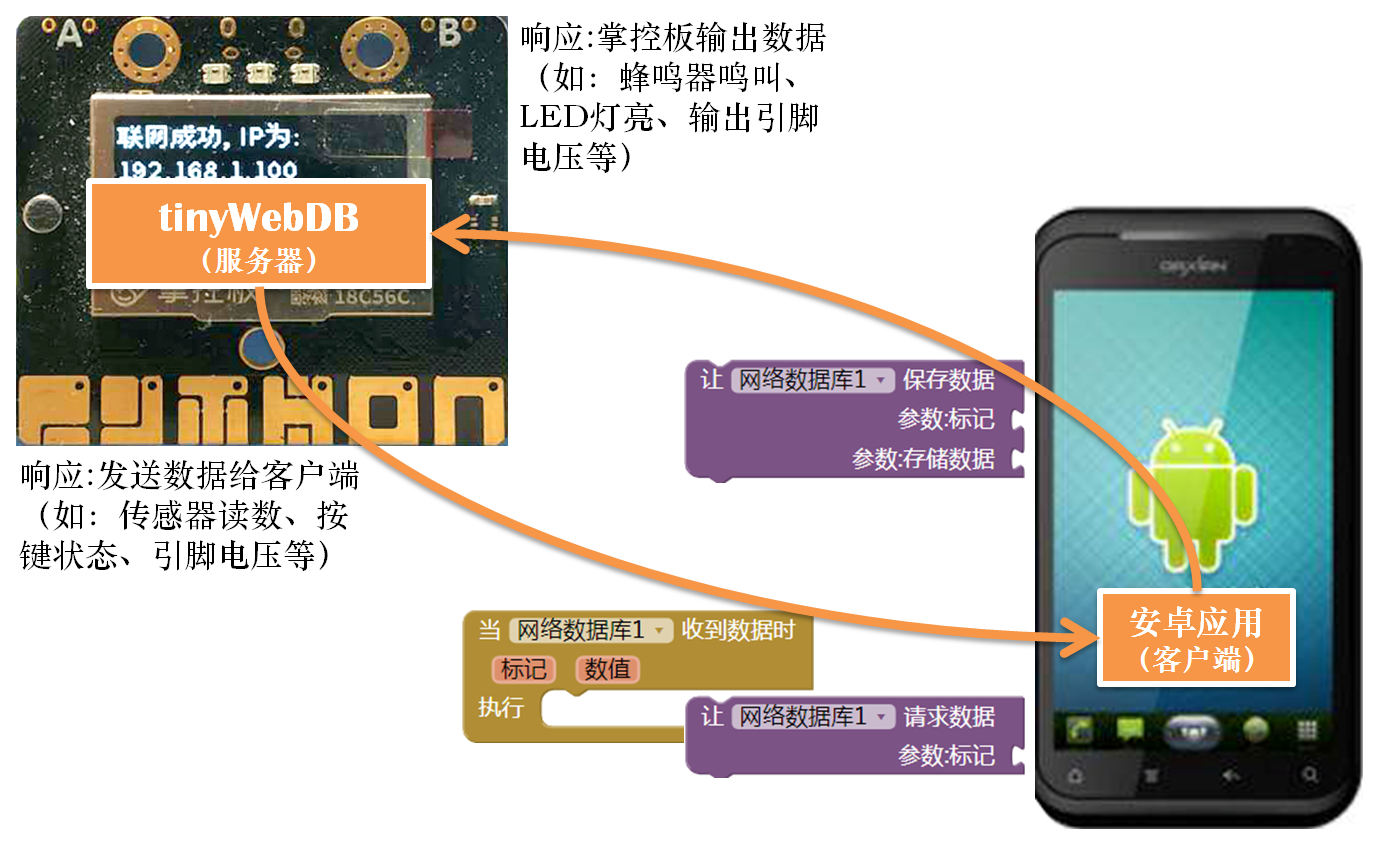 A
B
响应:掌控板输出数据
（如：蜂鸣器鸣叫、
LED灯亮、输出引脚
电压等）
联网成功, IP为:
192.168.1.100
tinyWebDB
（服务器）
掌控板
18C56C
PYTHON
响应:发送数据给客户端
（如：传感器读数、按
键状态、引脚电压等）
让 网络数据库1 保存数据
参数:标记
参数:存储数据
当 网络数据库1 收到数据时
标记 数值
执行
让 网络数据库1 请求数据
参数:标记
安卓应用
（客户端）